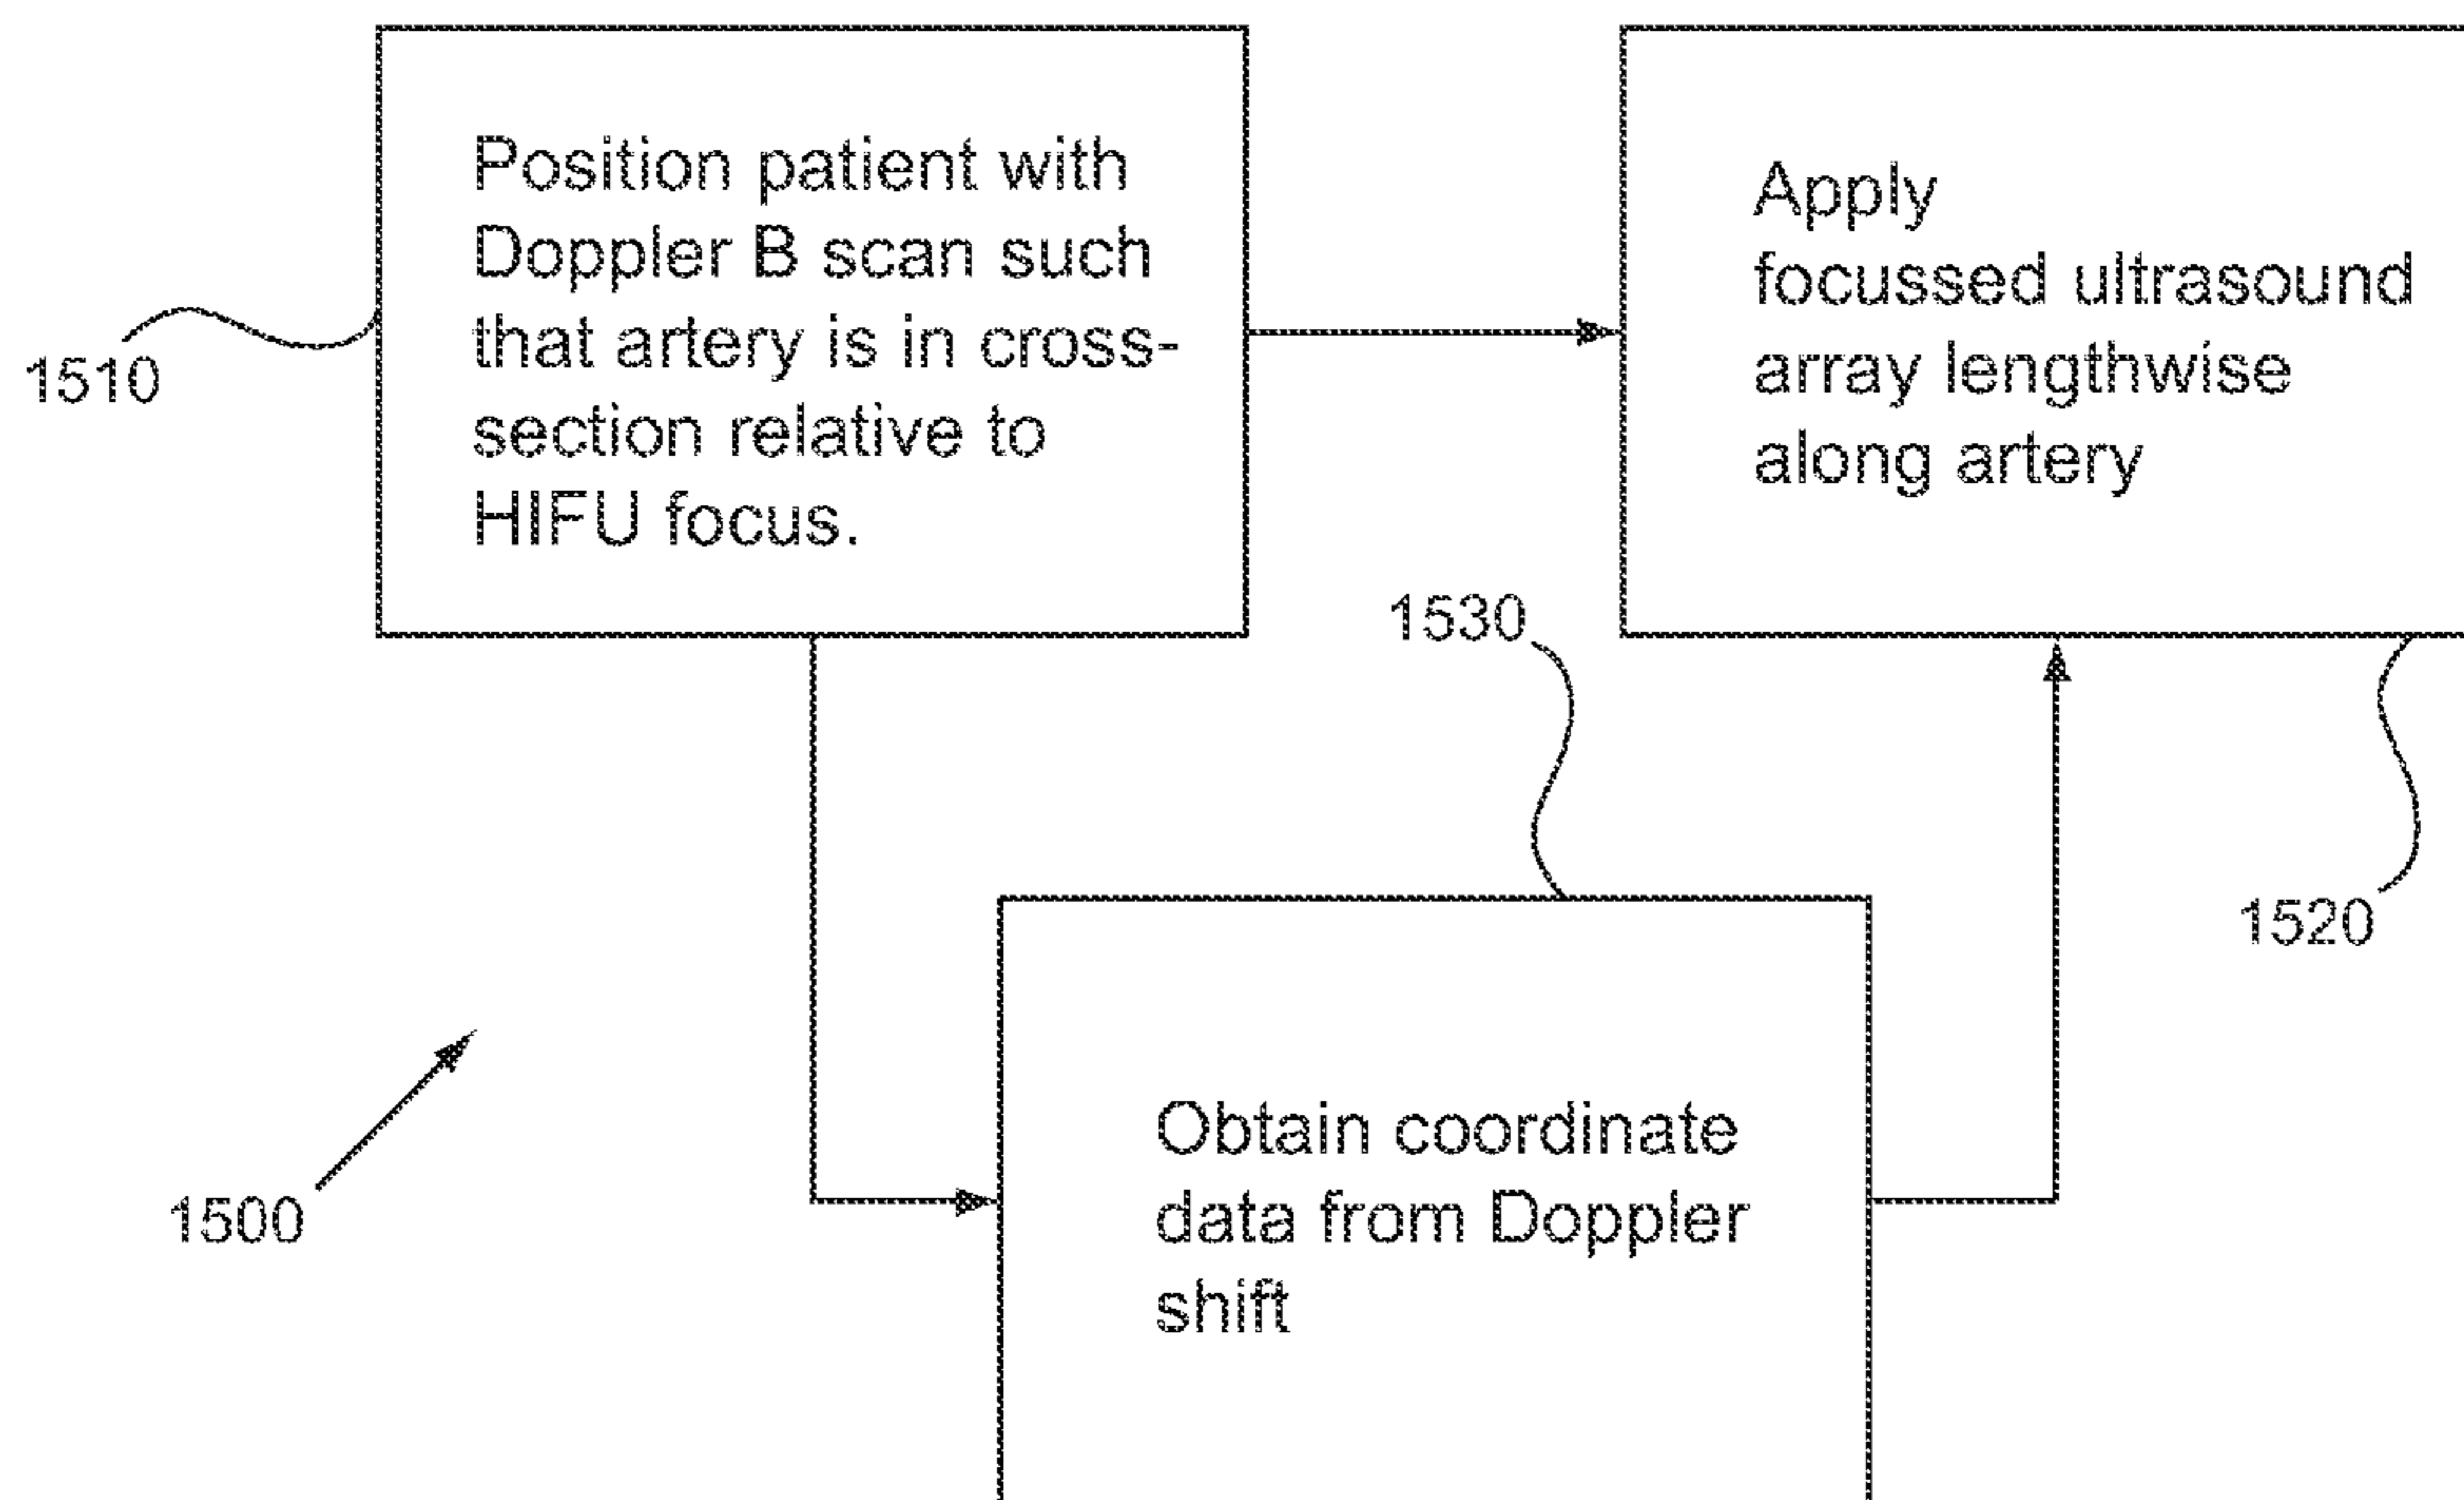 Position patient with
Doppler B scan such
that artery is in cross-
section relative to
HIFU focus.
1510
Apply
focussed ultrasound
array lengthwise
along artery
1530
1520
Obtain coordinate
data from Doppler
shift
1500